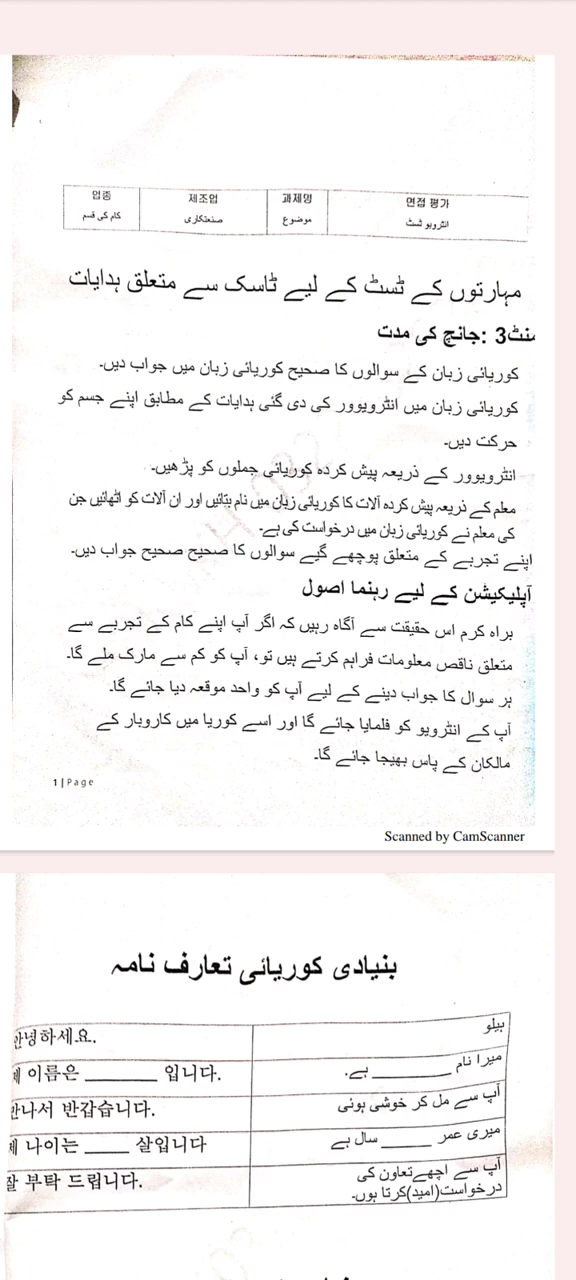 업종 제조업 과제명 면접 평가
کام کی قسم صنعتکاری موضوع انٹرویو ٹسٹ
مہارتوں کے ٹسٹ کے لیے ٹاسک سے متعلق ہدایات
منٹ3 :جانچ کی مدت
کوریائی زبان کے سوالوں کا صحیح کوریائی زبان میں جواب دیں۔
کوریائی زبان میں انٹرویوور کی دی گئی ہدایات کے مطابق اپنے جسم کو
حرکت دیں۔
انٹرویوور کے ذریعہ پیش کردہ کوریائی جملوں کو پڑھیں۔
معلم کے ذریعہ پیش کردہ آلات کا کوریائی زبان میں نام بتائیں اور ان آلات کو اٹھائیں جن
کی معلم نے کوریائی زبان میں درخواست کی ہے۔
اپنے تجربے کے متعلق پوچھے گیے سوالوں کا صحیح صحیح جواب دیں۔
آپلیکیشن کے لیے رہنما اصول
براہ کرم اس حقیقت سے آگاہ رہیں کہ اگر آپ اپنے کام کے تجربے سے
متعلق ناقص معلومات فراہم کرتے ہیں تو، آپ کو کم سے مارک ملے گا۔
ہر سوال کا جواب دینے کے لیے آپ کو واحد موقعہ دیا جائے گا۔
آپ کے انٹرویو کو فلمایا جائے گا اور اسے کوریا میں کاروبار کے
مالکان کے پاس بھیجا جائے گا۔
1 | Page
Scanned by CamScanner
بنیادی کوریائی تعارف نامہ
안녕하세요. ہیلو
제 이름은 ________ 입니다. میرا نام ________ ہے.
만나서 반갑습니다. آپ سے مل کر خوشی ہوئی
제 나이는 _____ 살입니다 میری عمر _____ سال ہے
잘 부탁 드립니다. آپ سے اچھے تعاون کی
درخواست(امید)کرتا ہوں۔